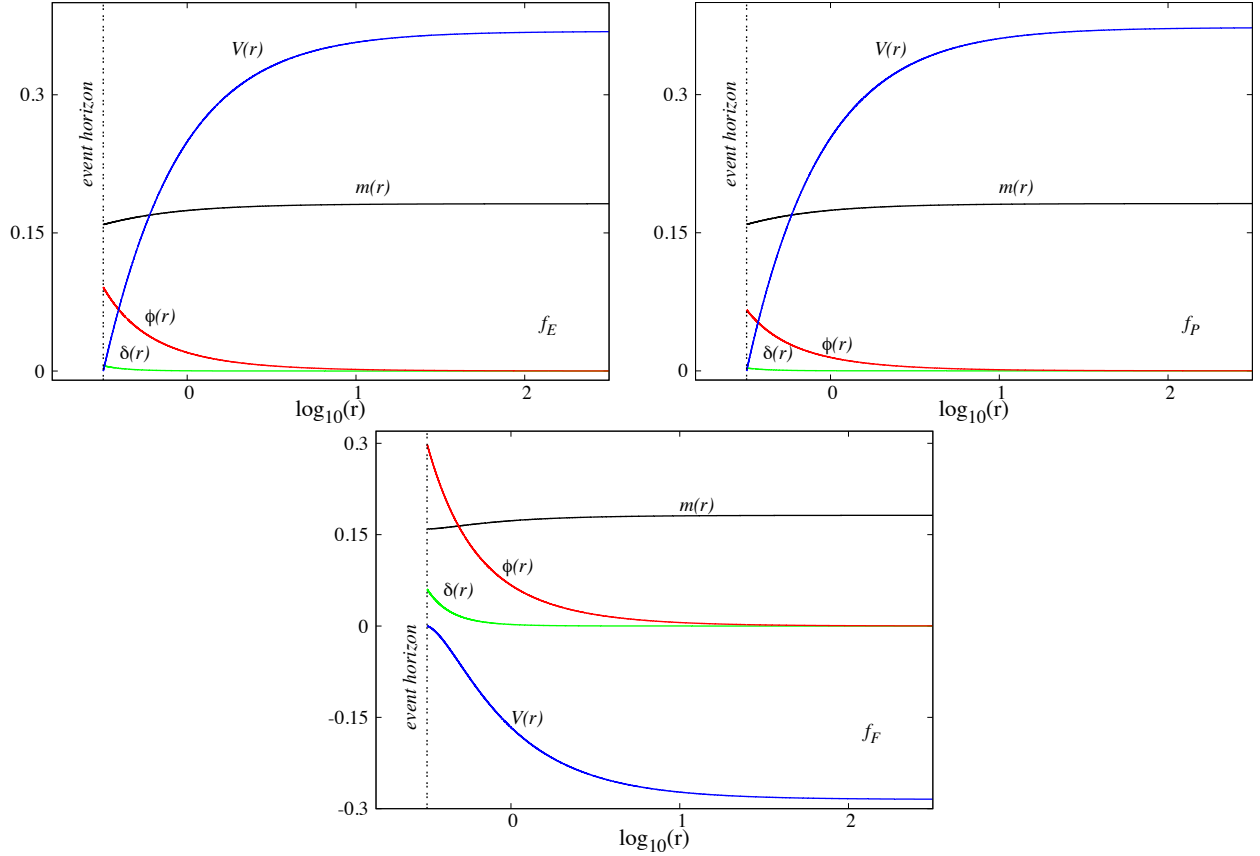 V(r)
0.3
event horizon
m(r)
0.15
ϕ(r)
f_E
δ(r)
0
0 1 2
log₁₀(r)
V(r)
0.3
event horizon
m(r)
0.15
f_P
δ(r) ϕ(r)
0
0 1 2
log₁₀(r)
0.3
m(r)
0.15
ϕ(r)
δ(r)
0
event horizon
V(r)
-0.15
f_F
-0.3
0 1 2
log₁₀(r)